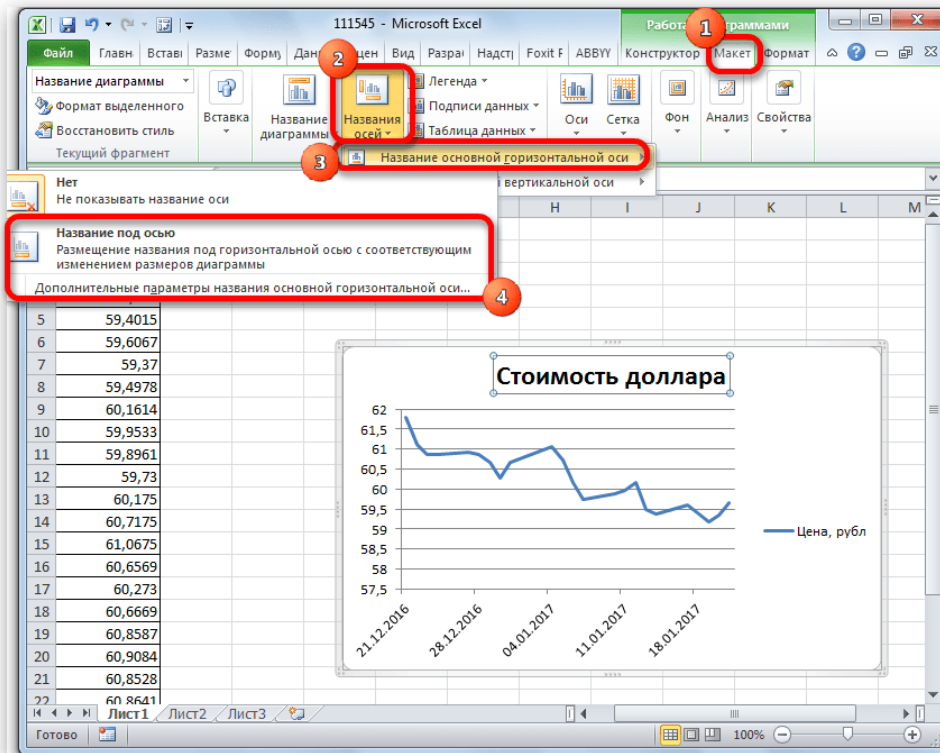 111545 - Microsoft Excel
Работа
раммами
1
Файл
Главн
Встаı
Разме
Форму
Дан
2
цен
Вид
Разраı
Надстј
Foxit F
ABBYY
Конструктор
Макет
Формат
Название диаграммы
Формат выделенного
Восстановить стиль
Текущий фрагмент
Вставка
Название
диаграммы
Названия
осей
Легенда
Подписи данных
Таблица данных
Оси
Сетка
Фон
Анализ
Свойства
3
Название основной горизонтальной оси
вертикальной оси
Нет
Не показывать название оси
Название под осью
Размещение названия под горизонтальной осью с соответствующим
изменением размеров диаграммы
Дополнительные параметры названия основной горизонтальной оси...
4
H I J K L M
5 59,4015
6 59,6067
7 59,37
8 59,4978
9 60,1614
10 59,9533
11 59,8961
12 59,73
13 60,175
14 60,7175
15 61,0675
16 60,6569
17 60,273
18 60,6669
19 60,8587
20 60,9084
21 60,8528
22 60,8641
Стоимость доллара
62
61,5
61
60,5
60
59,5
59
58,5
58
57,5
21.12.2016
28.12.2016
04.01.2017
11.01.2017
18.01.2017
Цена, рубл
Лист1 Лист2 Лист3
Готово
100%